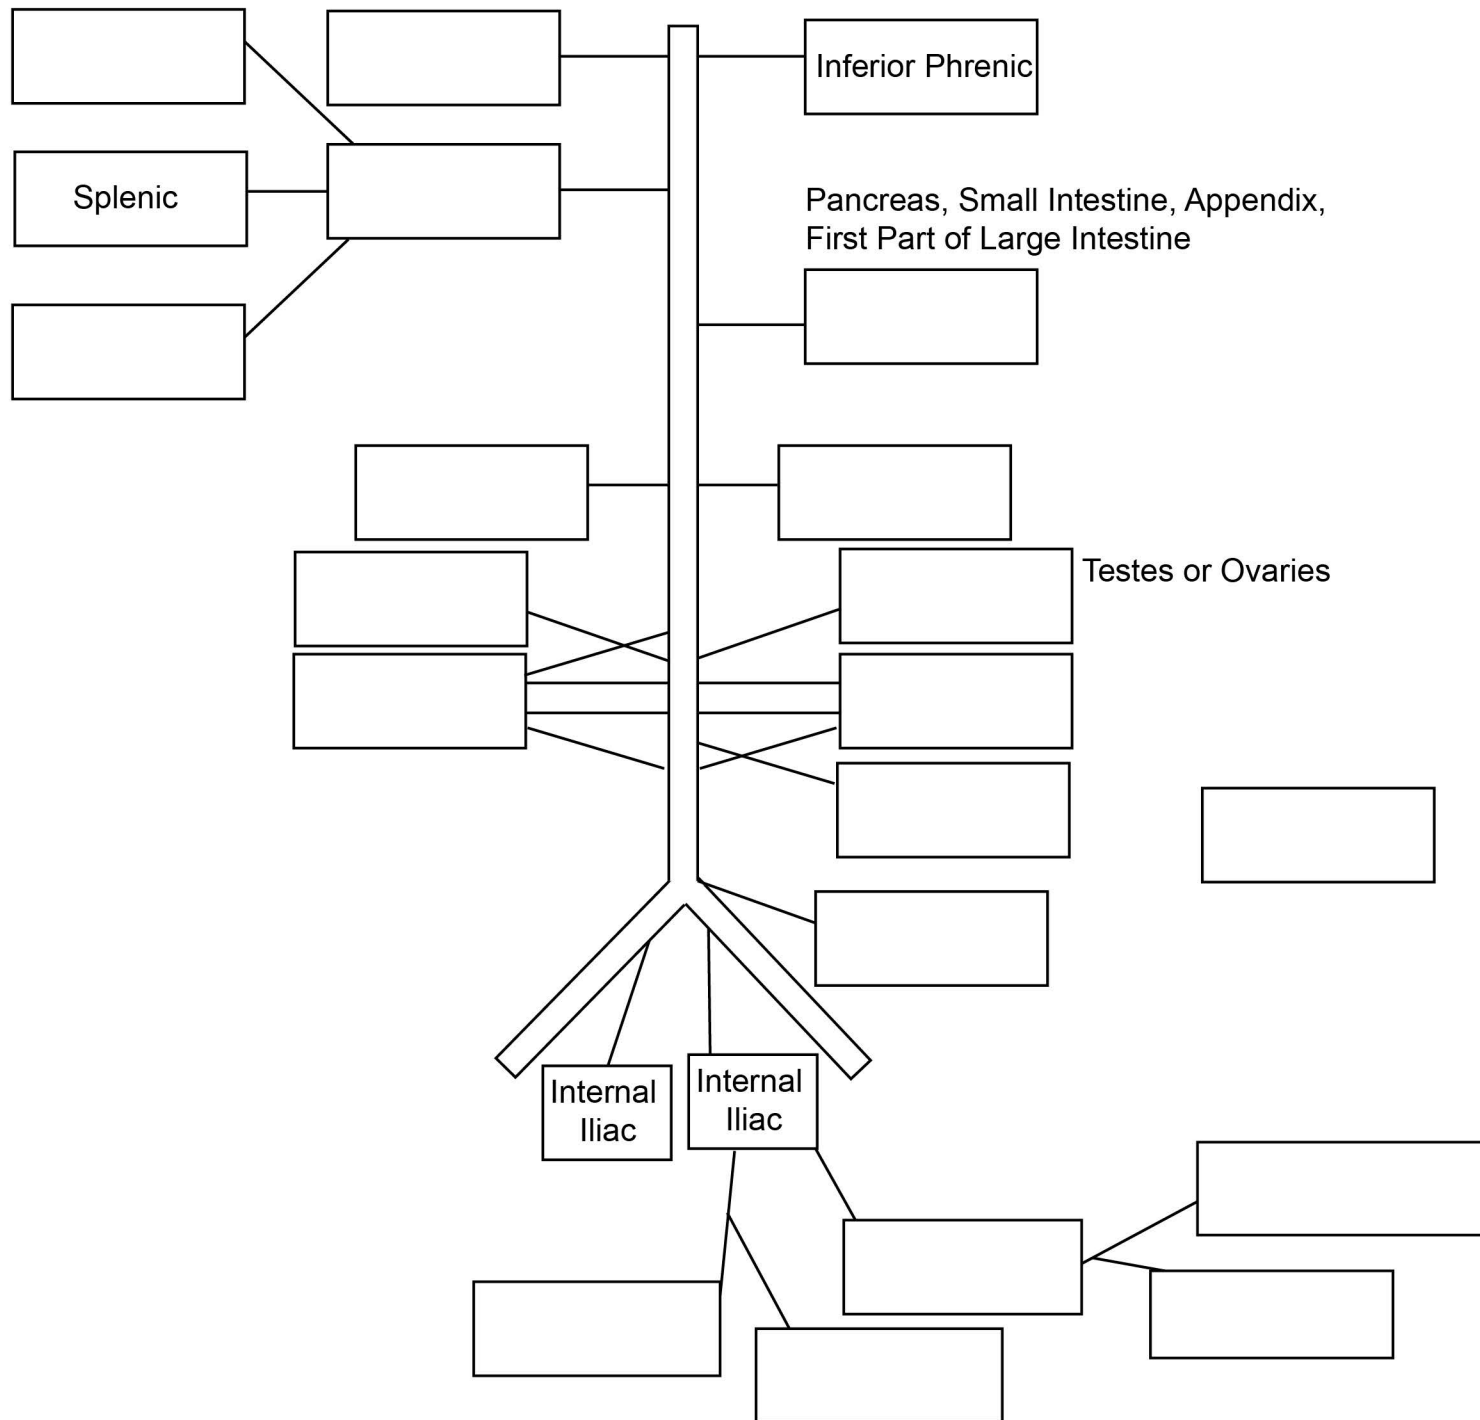 Inferior Phrenic
Splenic
Pancreas, Small Intestine, Appendix,
First Part of Large Intestine
Testes or Ovaries
Internal
Iliac
Internal
Iliac